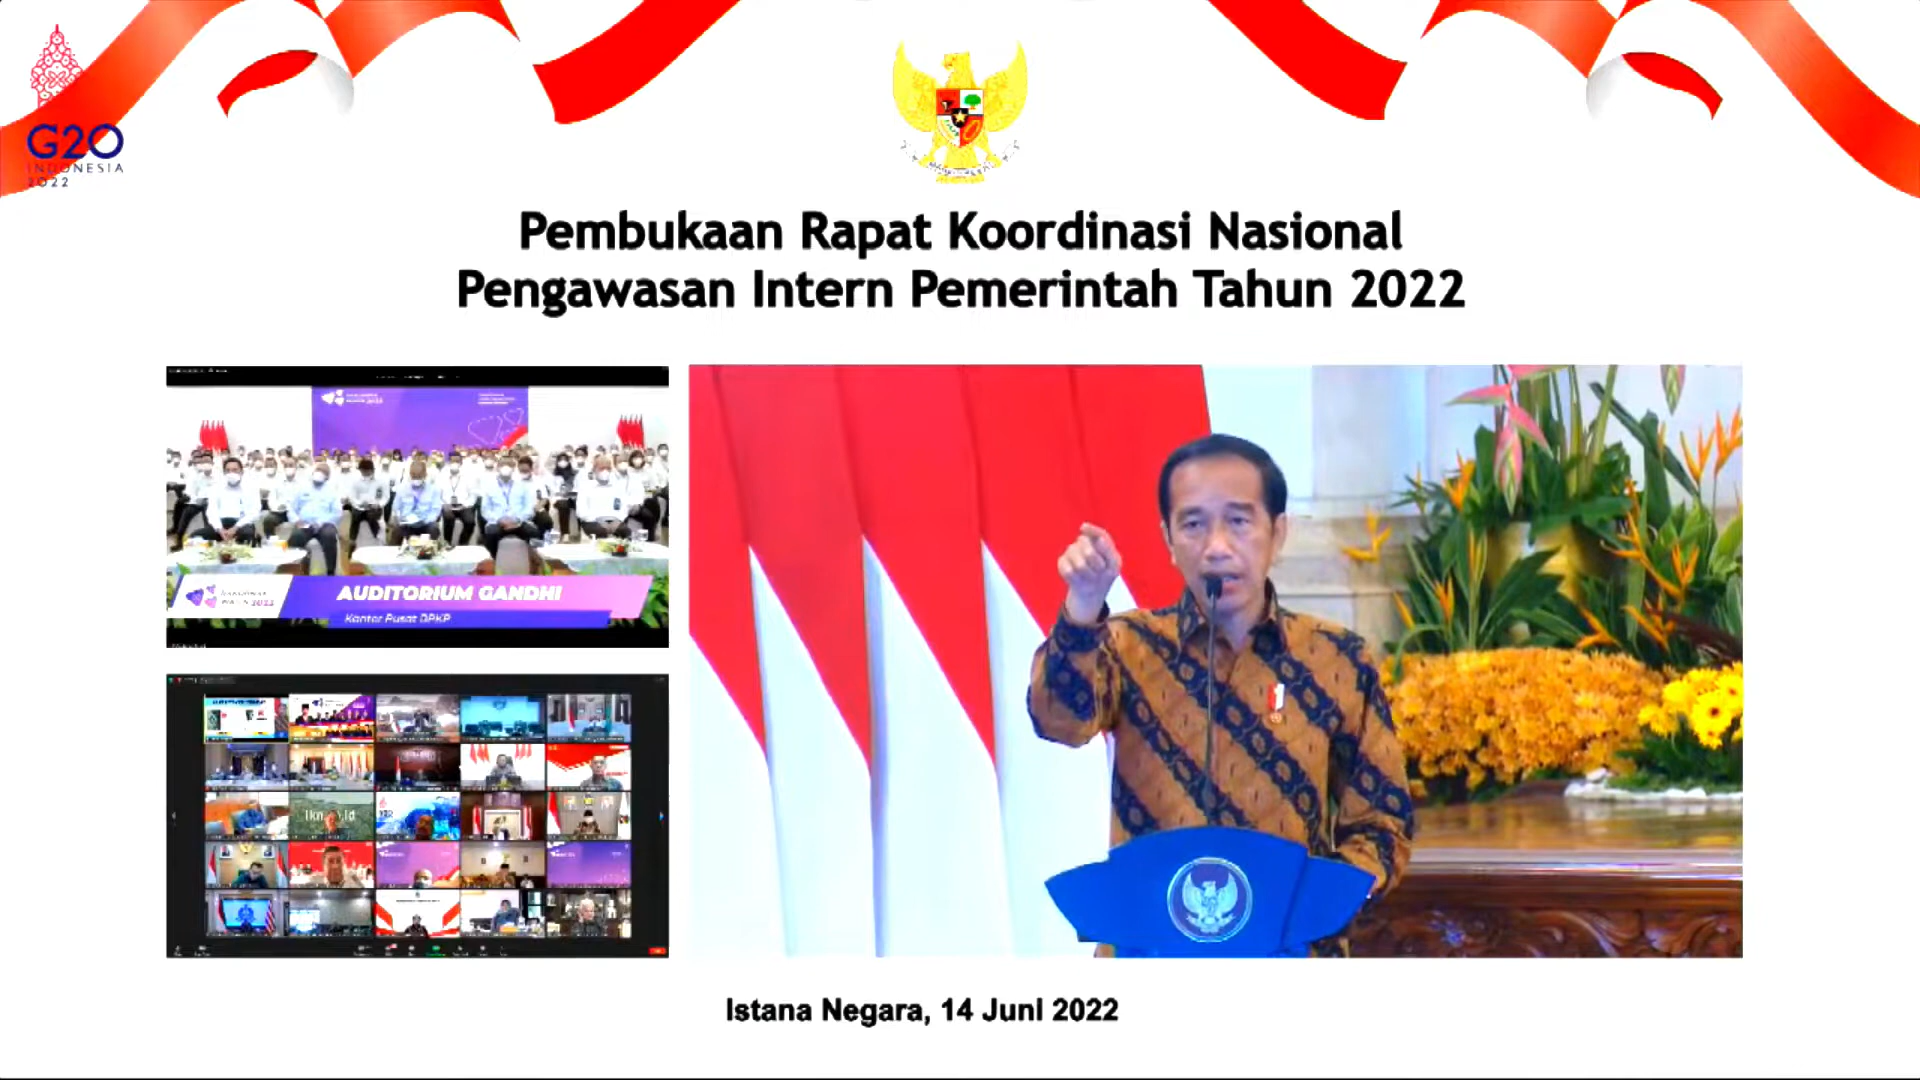 G20
INDONESIA
2022
Pembukaan Rapat Koordinasi Nasional
Pengawasan Intern Pemerintah Tahun 2022
AUDITORIUM GANDHI
Kantor Pusat BPKP
Istana Negara, 14 Juni 2022